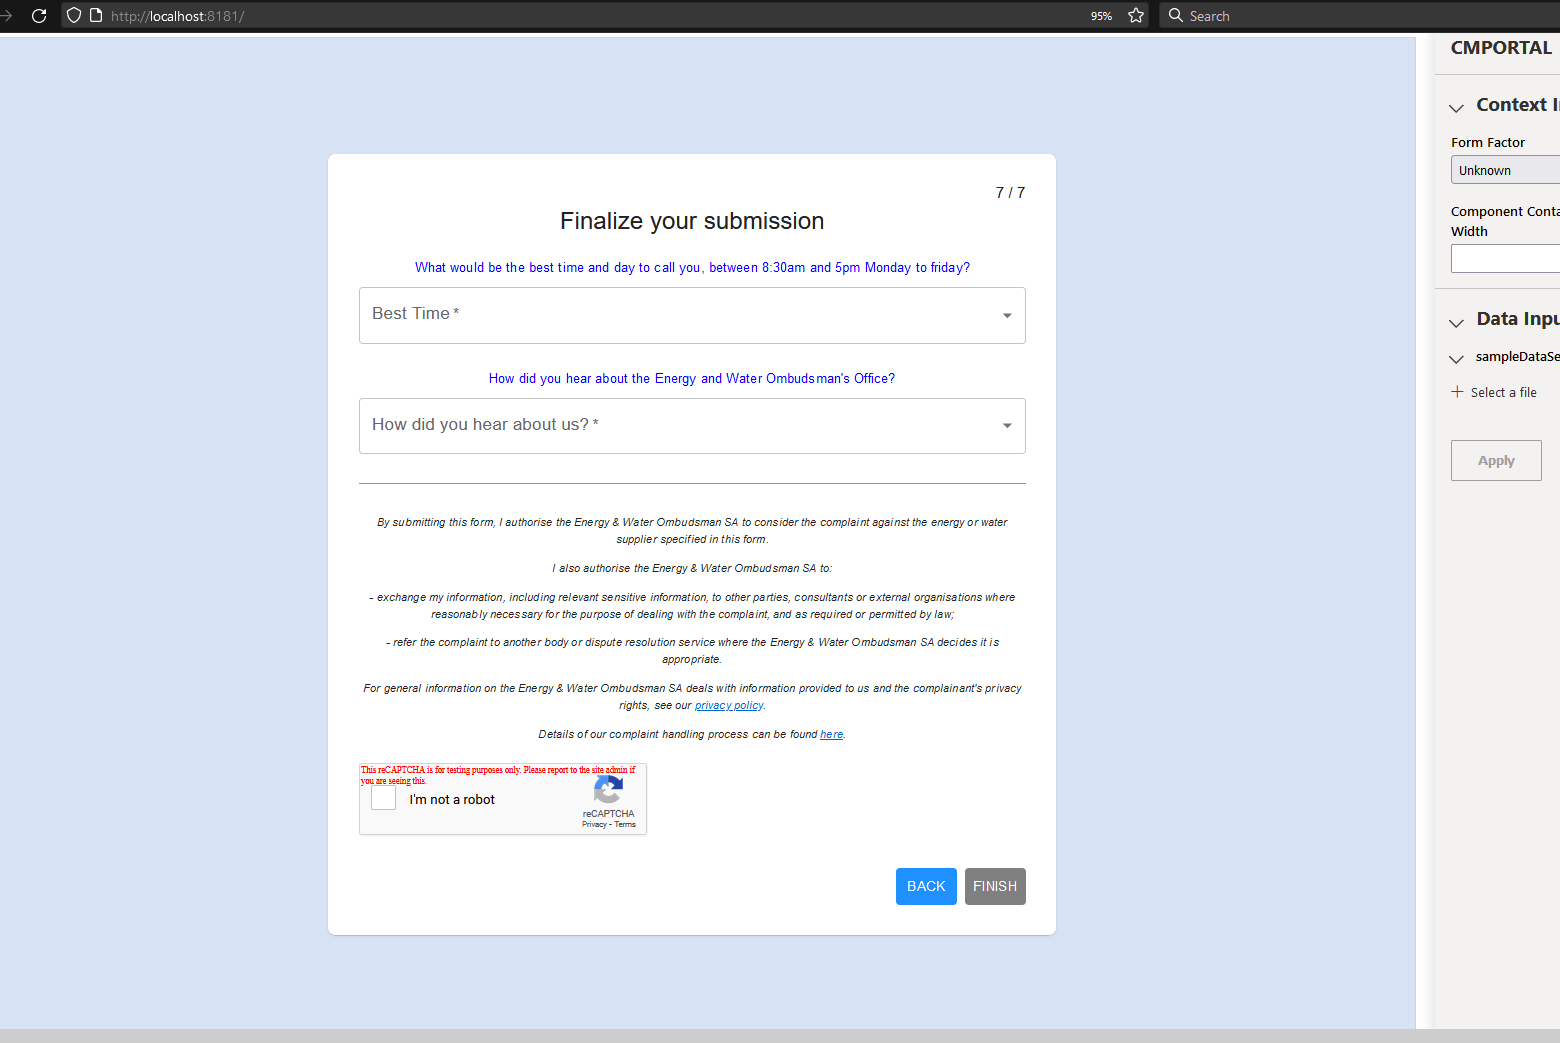 http://localhost:8181/
95%
Search
CMPORTAL
7 / 7
Finalize your submission
What would be the best time and day to call you, between 8:30am and 5pm Monday to friday?
Best Time *
How did you hear about the Energy and Water Ombudsman's Office?
How did you hear about us? *
By submitting this form, I authorise the Energy & Water Ombudsman SA to consider the complaint against the energy or water
supplier specified in this form.
I also authorise the Energy & Water Ombudsman SA to:
- exchange my information, including relevant sensitive information, to other parties, consultants or external organisations where
reasonably necessary for the purpose of dealing with the complaint, and as required or permitted by law;
- refer the complaint to another body or dispute resolution service where the Energy & Water Ombudsman SA decides it is
appropriate.
For general information on the Energy & Water Ombudsman SA deals with information provided to us and the complainant's privacy
rights, see our privacy policy.
Details of our complaint handling process can be found here.
This reCAPTCHA is for testing purposes only. Please report to the site admin if
you are seeing this.
I'm not a robot
reCAPTCHA
Privacy - Terms
BACK
FINISH
Context I
Form Factor
Unknown
Component Conta
Width
Data Inpu
sampleDataSe
+ Select a file
Apply